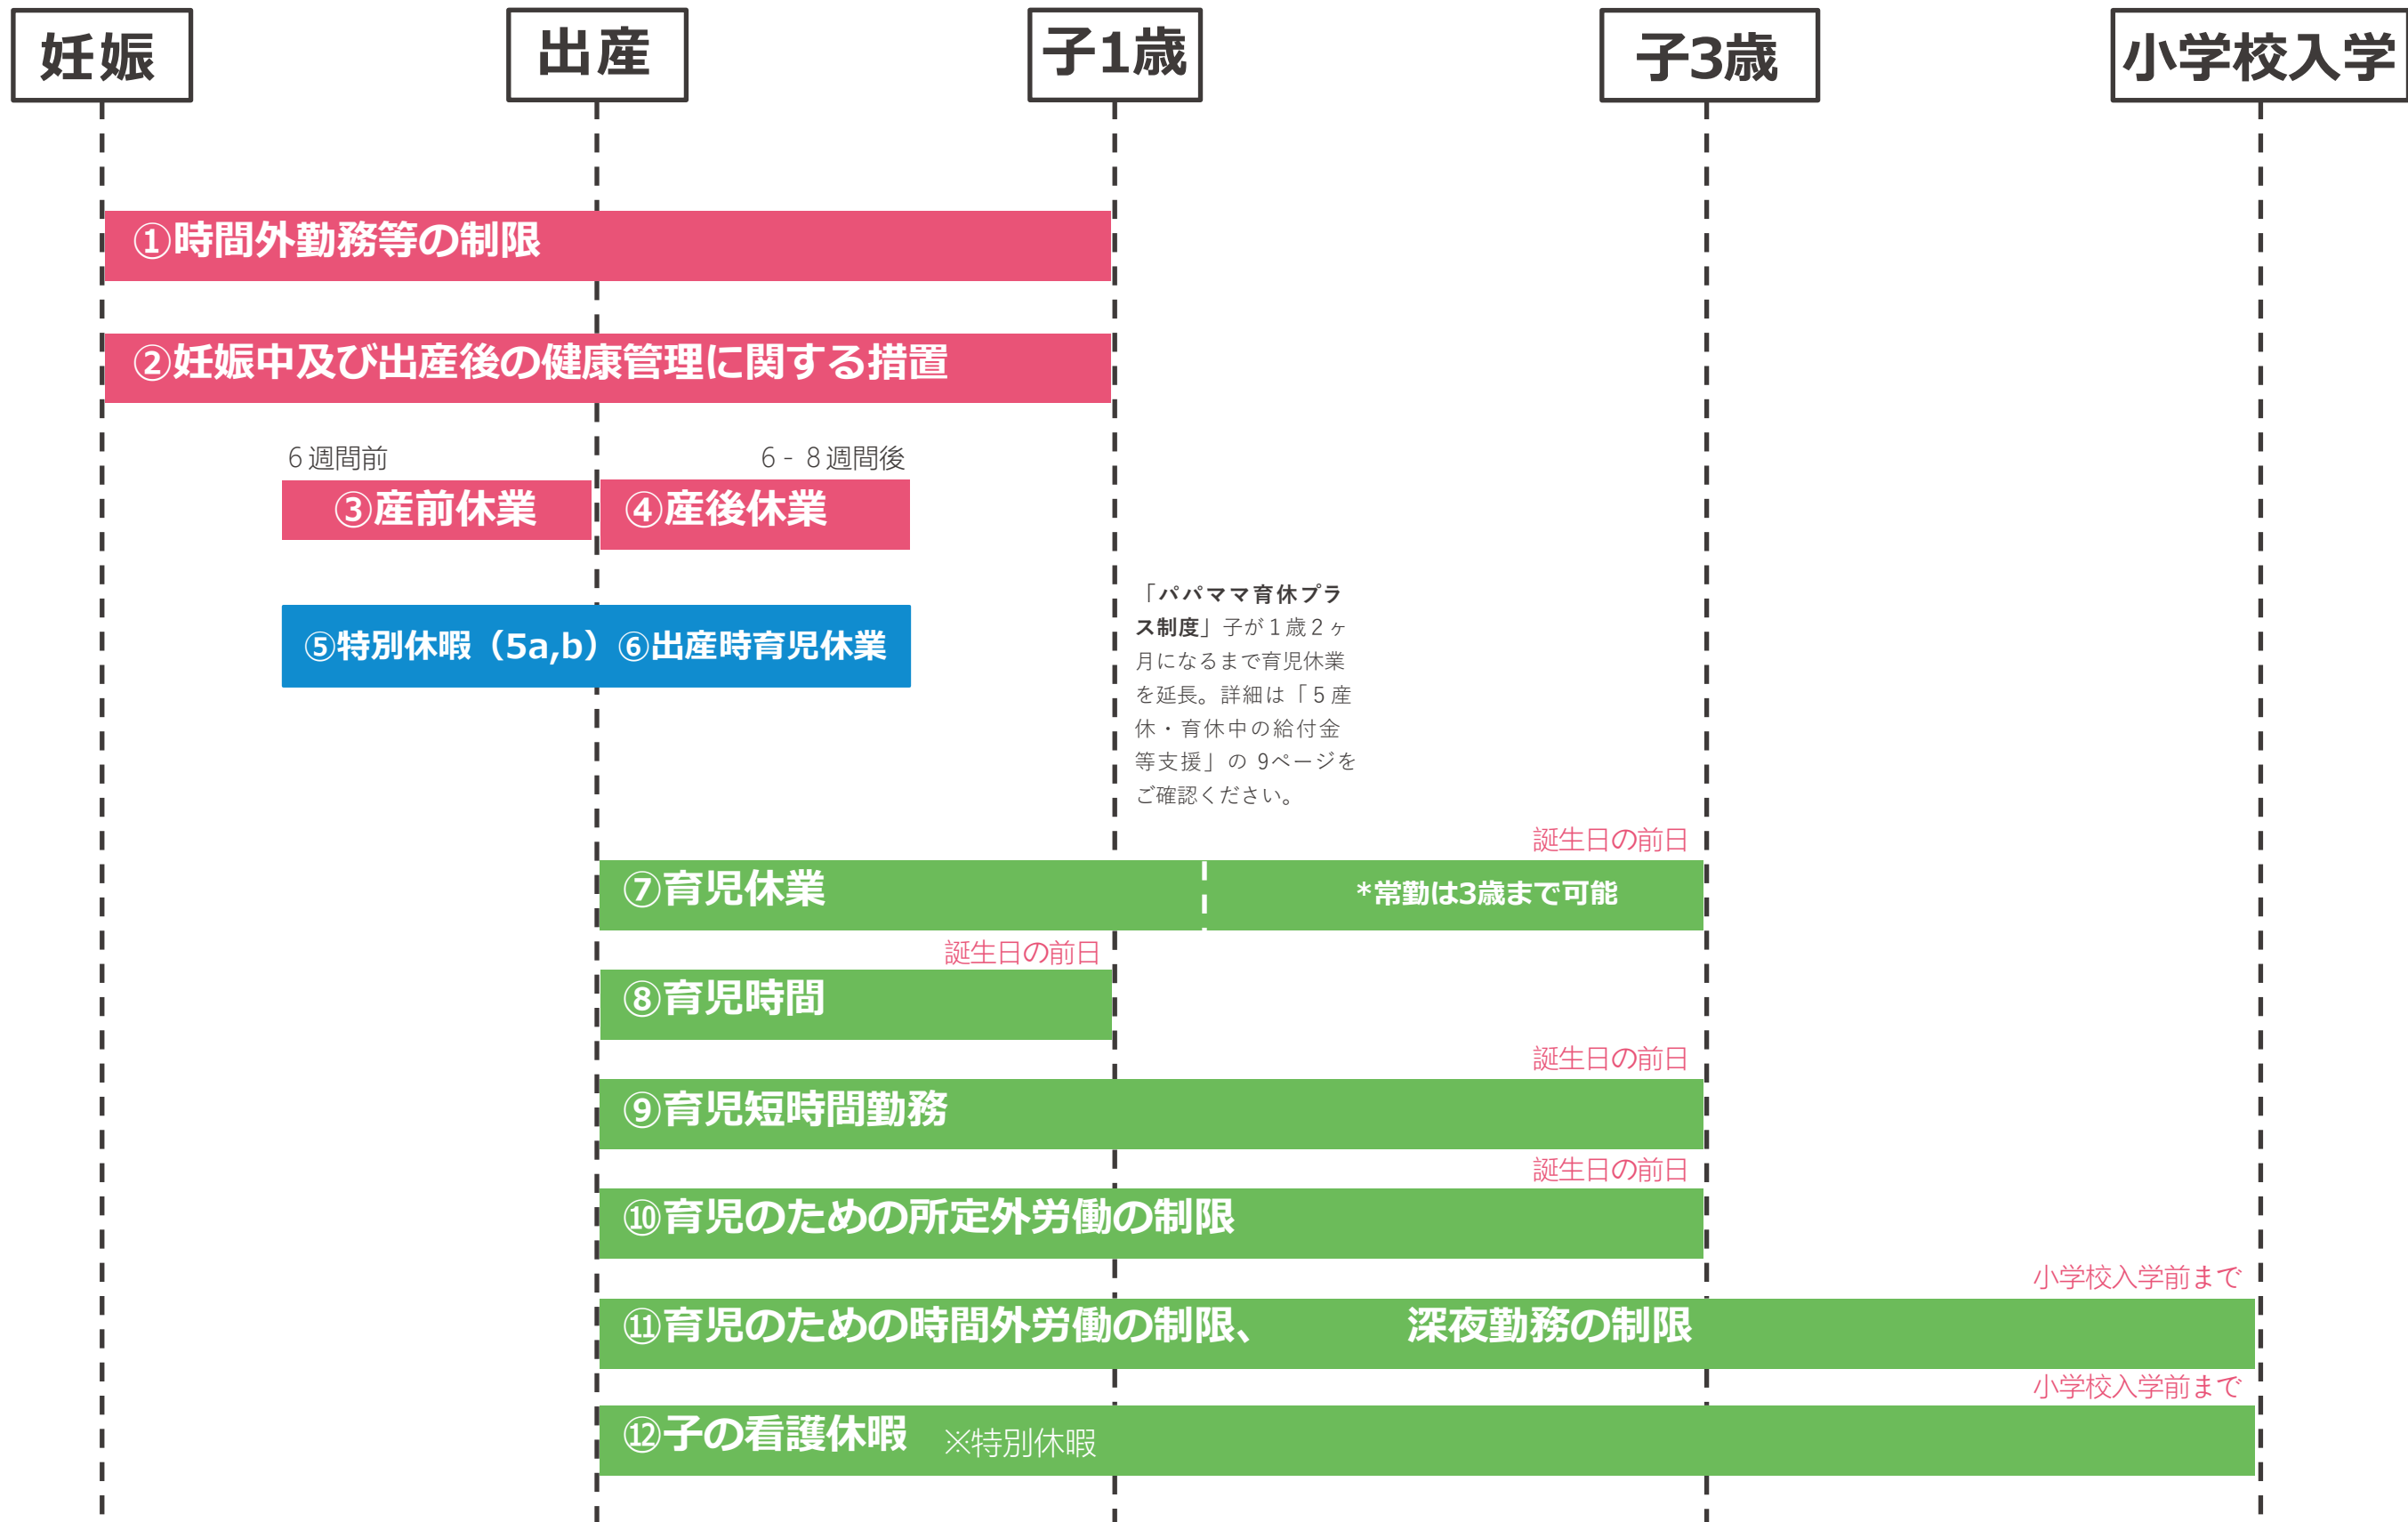 妊娠
出産
子1歳
子3歳
小学校入学
①時間外勤務等の制限
②妊娠中及び出産後の健康管理に関する措置
6週間前
6 - 8週間後
③産前休業
④産後休業
⑤特別休暇（5a,b）⑥出産時育児休業
「パパママ育休プラ
ス制度」子が１歳２ヶ
月になるまで育児休業
を延長。詳細は「５産
休・育休中の給付金
等支援」の 9ページを
ご確認ください。
誕生日の前日
⑦育児休業
*常勤は3歳まで可能
誕生日の前日
⑧育児時間
誕生日の前日
⑨育児短時間勤務
誕生日の前日
⑩育児のための所定外労働の制限
小学校入学前まで
⑪育児のための時間外労働の制限、 深夜勤務の制限
小学校入学前まで
⑫子の看護休暇 ※特別休暇